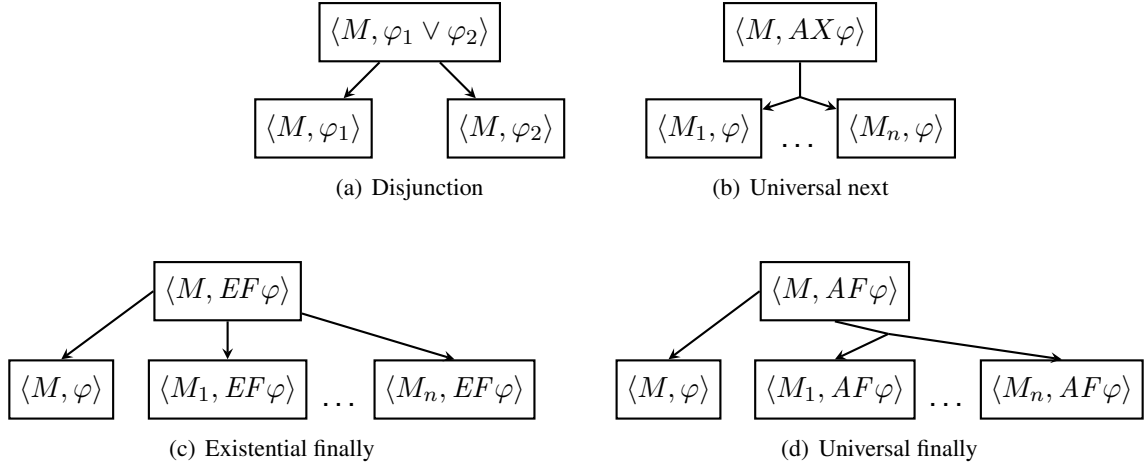 ⟨M, φ₁ ∨ φ₂⟩
⟨M, φ₁⟩ ⟨M, φ₂⟩
(a) Disjunction
⟨M, AXφ⟩
⟨M₁, φ⟩ ... ⟨Mₙ, φ⟩
(b) Universal next
⟨M, EFφ⟩
⟨M, φ⟩ ⟨M₁, EFφ⟩ ... ⟨Mₙ, EFφ⟩
(c) Existential finally
⟨M, AFφ⟩
⟨M, φ⟩ ⟨M₁, AFφ⟩ ... ⟨Mₙ, AFφ⟩
(d) Universal finally